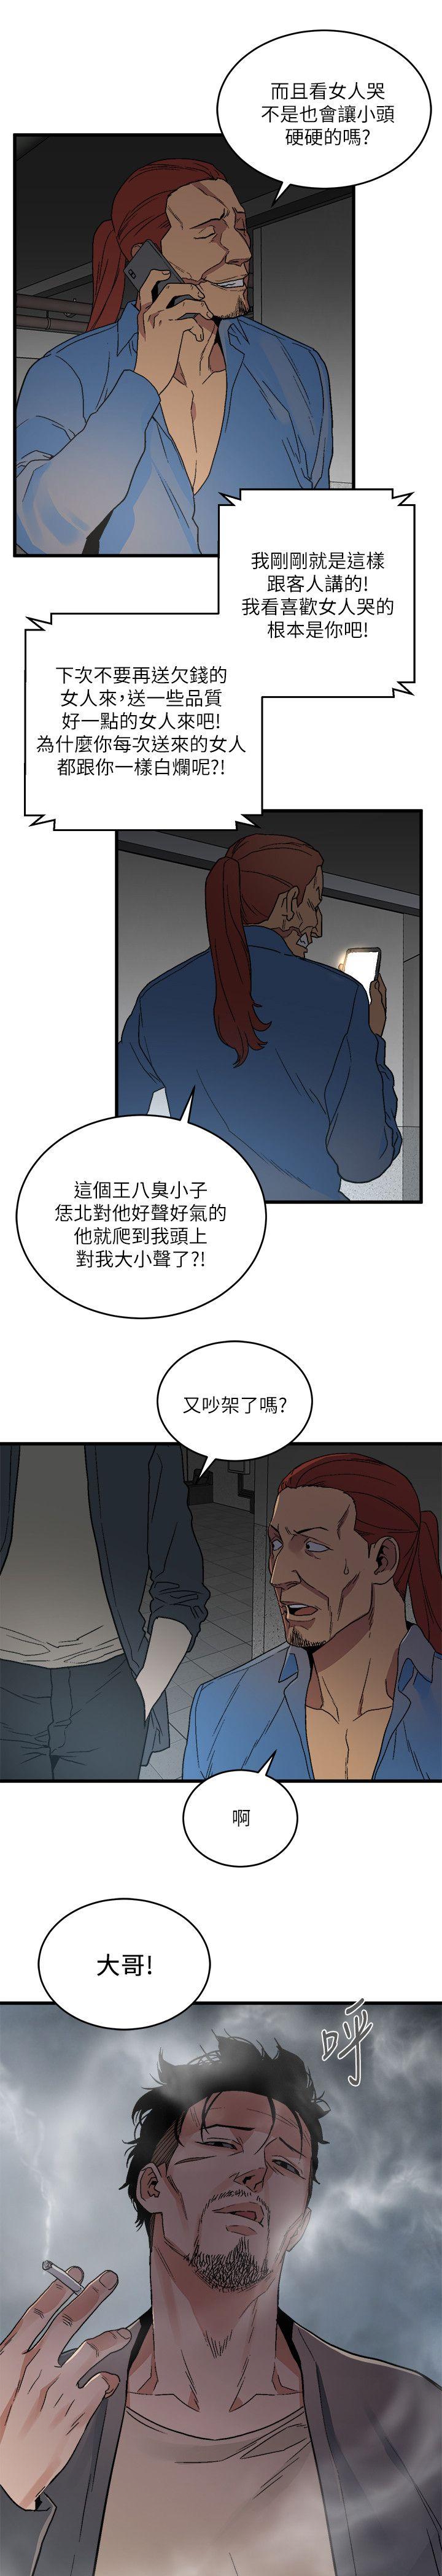 而且看女人哭
不是也會讓小頭
硬硬的嗎?
我剛剛就是這樣
跟客人講的!
我看喜歡女人哭的
根本是你吧!
下次不要再送欠錢的
女人來,送一些品質
好一點的女人來吧!
為什麼你每次送來的女人
都跟你一樣白爛呢?!
這個王八臭小子
恁北對他好聲好氣的
他就爬到我頭上
對我大小聲了?!
又吵架了嗎?
啊
大哥!
呼